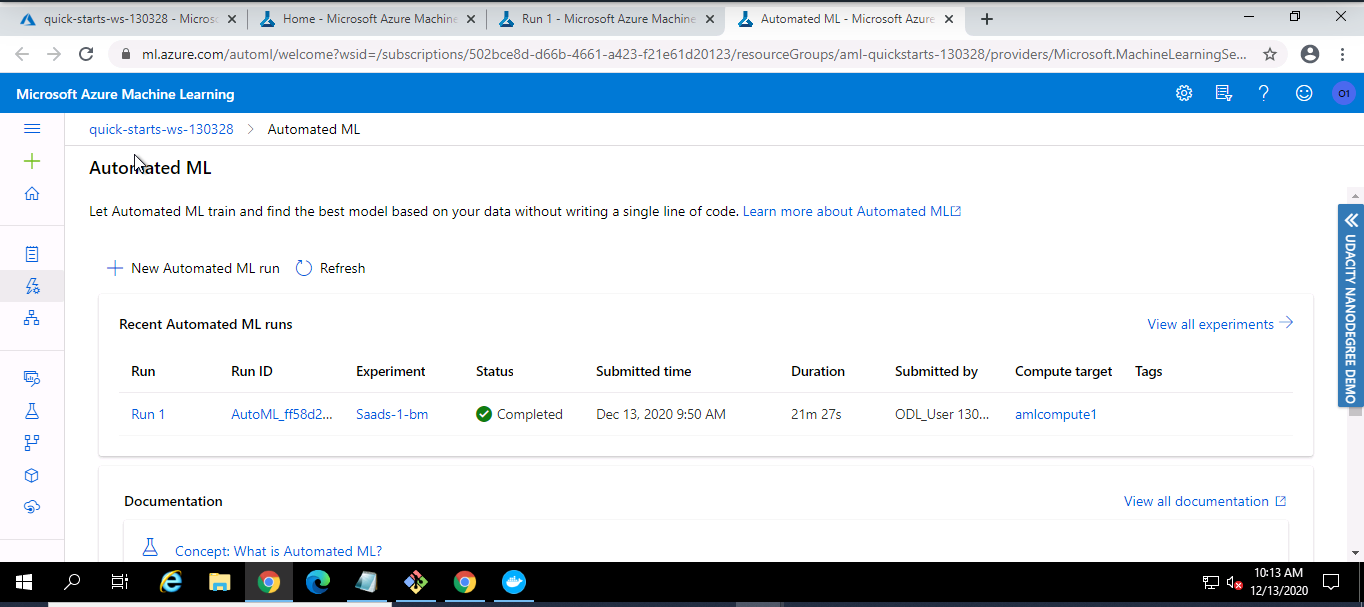 quick-starts-ws-130328 - Microso
Home - Microsoft Azure Machine
Run 1 - Microsoft Azure Machine
Automated ML - Microsoft Azure
ml.azure.com/automl/welcome?wsid=/subscriptions/502bce8d-d66b-4661-a423-f21e61d20123/resourceGroups/aml-quickstarts-130328/providers/Microsoft.MachineLearningSe...
Microsoft Azure Machine Learning
O1
quick-starts-ws-130328 > Automated ML
Automated ML
Let Automated ML train and find the best model based on your data without writing a single line of code. Learn more about Automated ML
New Automated ML run Refresh
UDACITY NANODEGREE DEMO
Recent Automated ML runs View all experiments
Run Run ID Experiment Status Submitted time Duration Submitted by Compute target Tags
Run 1 AutoML_ff58d2... Saads-1-bm Completed Dec 13, 2020 9:50 AM 21m 27s ODL_User 130... amlcompute1
Documentation View all documentation
Concept: What is Automated ML?
10:13 AM
12/13/2020